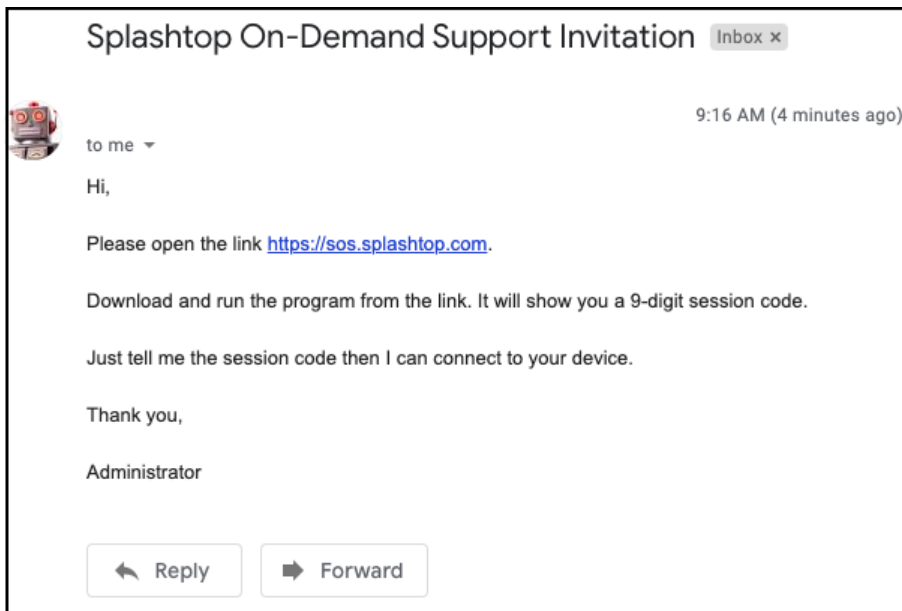 Splashtop On-Demand Support Invitation Inbox ×
9:16 AM (4 minutes ago)
to me
Hi,
Please open the link https://sos.splashtop.com.
Download and run the program from the link. It will show you a 9-digit session code.
Just tell me the session code then I can connect to your device.
Thank you,
Administrator
Reply Forward